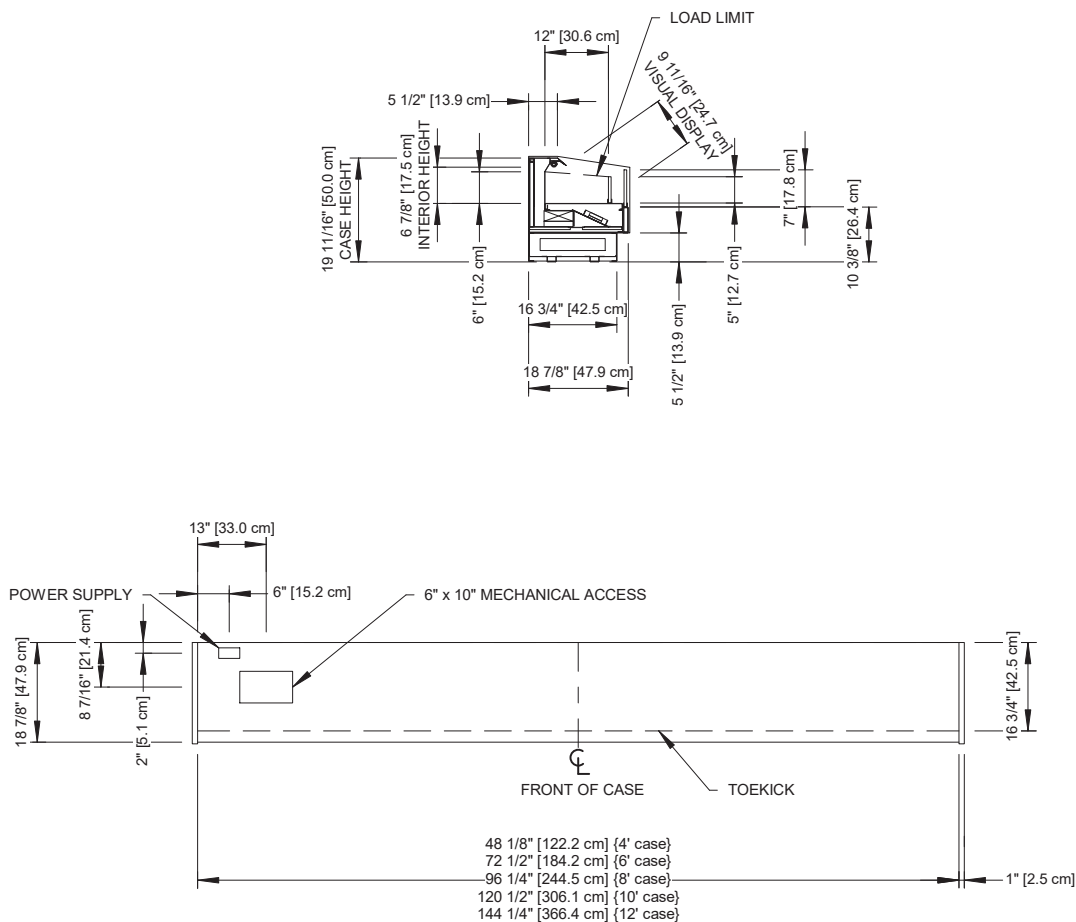 LOAD LIMIT
12" [30.6 cm]
9 11/16" [24.7 cm]
VISUAL DISPLAY
5 1/2" [13.9 cm]
19 11/16" [50.0 cm]
CASE HEIGHT
6 7/8" [17.5 cm]
INTERIOR HEIGHT
6" [15.2 cm]
7" [17.8 cm]
5" [12.7 cm]
10 3/8" [26.4 cm]
16 3/4" [42.5 cm]
5 1/2" [13.9 cm]
18 7/8" [47.9 cm]
13" [33.0 cm]
POWER SUPPLY
6" [15.2 cm]
6" x 10" MECHANICAL ACCESS
18 7/8" [47.9 cm]
8 7/16" [21.4 cm]
2" [5.1 cm]
16 3/4" [42.5 cm]
CL
FRONT OF CASE
TOEKICK
48 1/8" [122.2 cm] {4' case}
72 1/2" [184.2 cm] {6' case}
96 1/4" [244.5 cm] {8' case}
120 1/2" [306.1 cm] {10' case}
144 1/4" [366.4 cm] {12' case}
1" [2.5 cm]